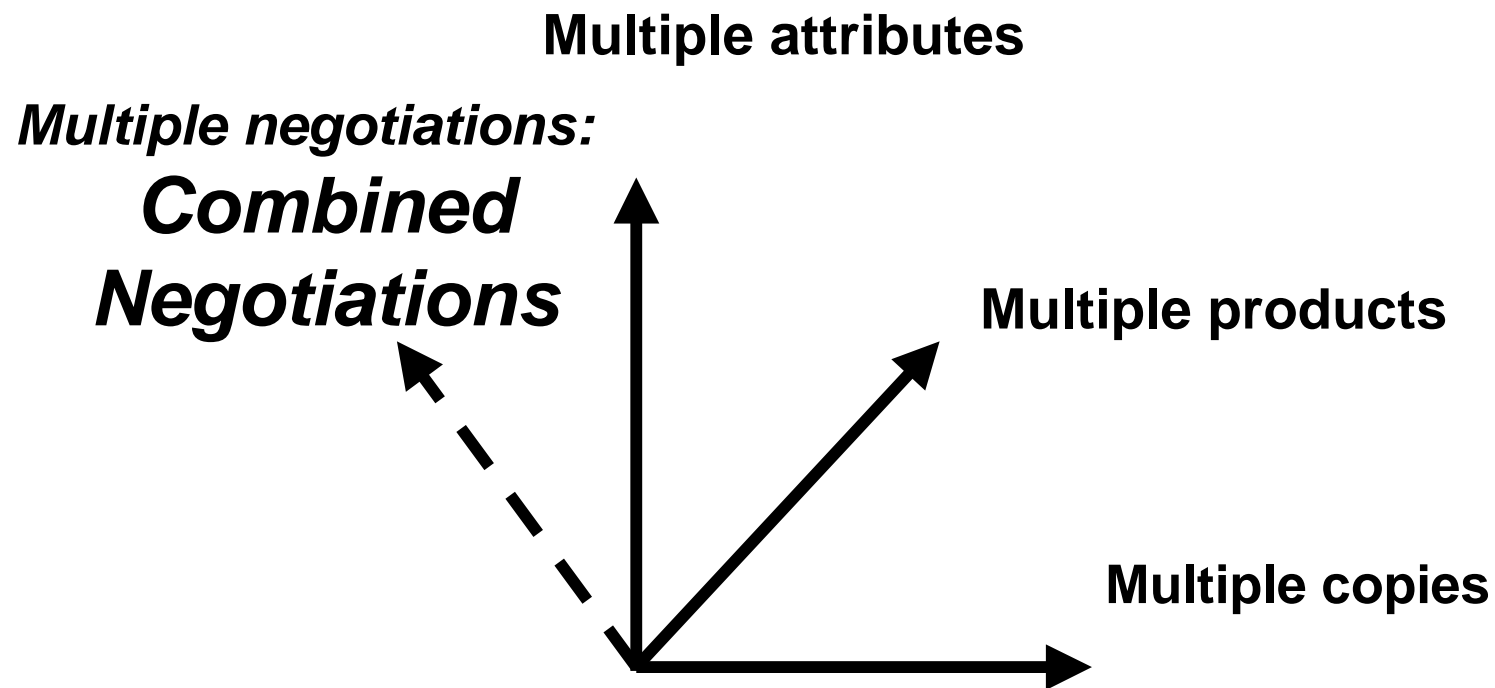 Multiple attributes
Multiple negotiations:
Combined
Negotiations
Multiple products
Multiple copies